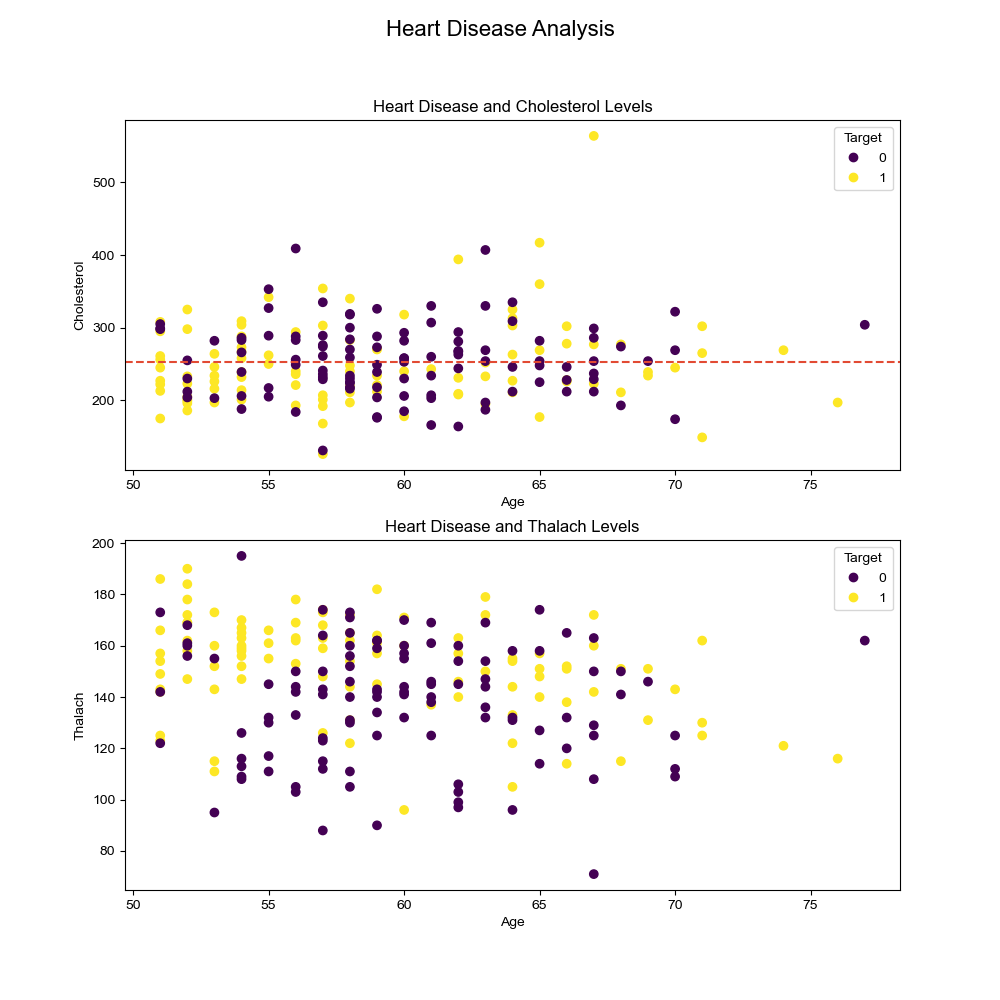 Heart Disease Analysis
Heart Disease and Cholesterol Levels
Target
0
1
500
400
300
200
Cholesterol
50 55 60 65 70 75
Age
Heart Disease and Thalach Levels
Target
0
1
200
180
160
140
120
100
80
Thalach
50 55 60 65 70 75
Age